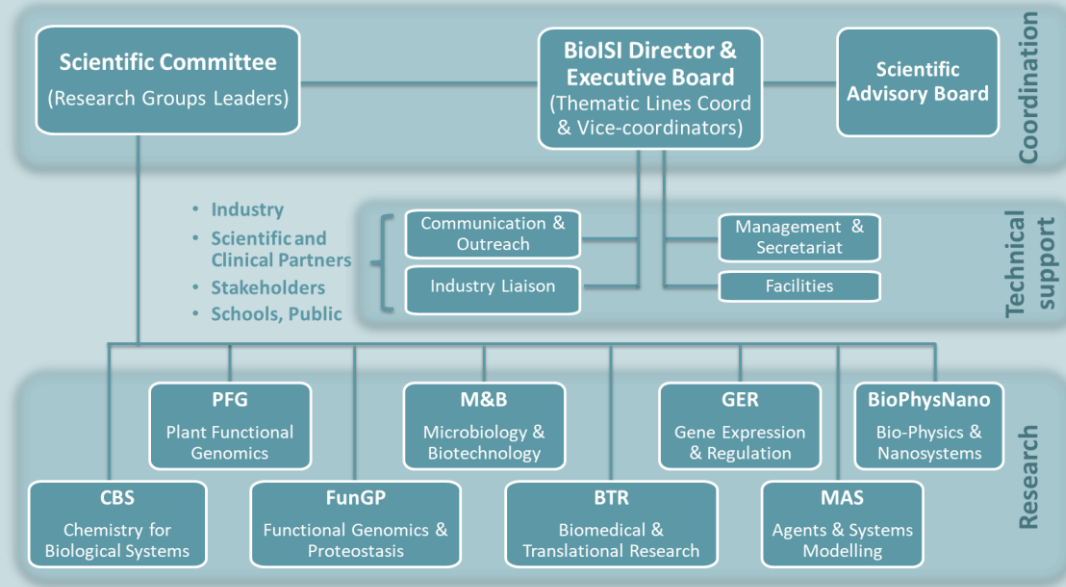 Scientific Committee
(Research Groups Leaders)
BioISI Director &
Executive Board
(Thematic Lines Coord
& Vice-coordinators)
Scientific
Advisory Board
Coordination
• Industry
• Scientific and
Clinical Partners
• Stakeholders
• Schools, Public
Communication &
Outreach
Industry Liaison
Management &
Secretariat
Facilities
Technical
support
PFG
Plant Functional
Genomics
M&B
Microbiology &
Biotechnology
GER
Gene Expression
& Regulation
BioPhysNano
Bio-Physics &
Nanosystems
CBS
Chemistry for
Biological Systems
FunGP
Functional Genomics &
Proteostasis
BTR
Biomedical &
Translational Research
MAS
Agents & Systems
Modelling
Research